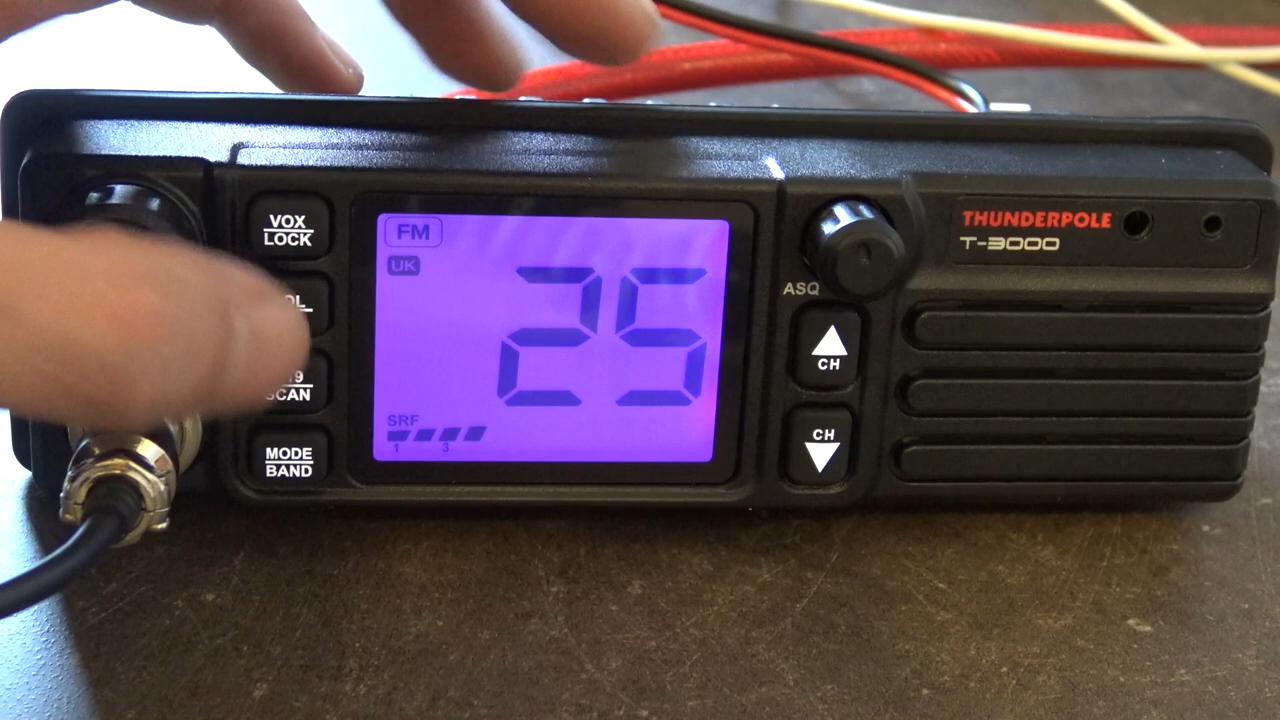 VOX
LOCK
SCAN
MODE
BAND
FM
UK
25
SRF
1 3
ASQ
CH
CH
THUNDERPOLE
T-3000